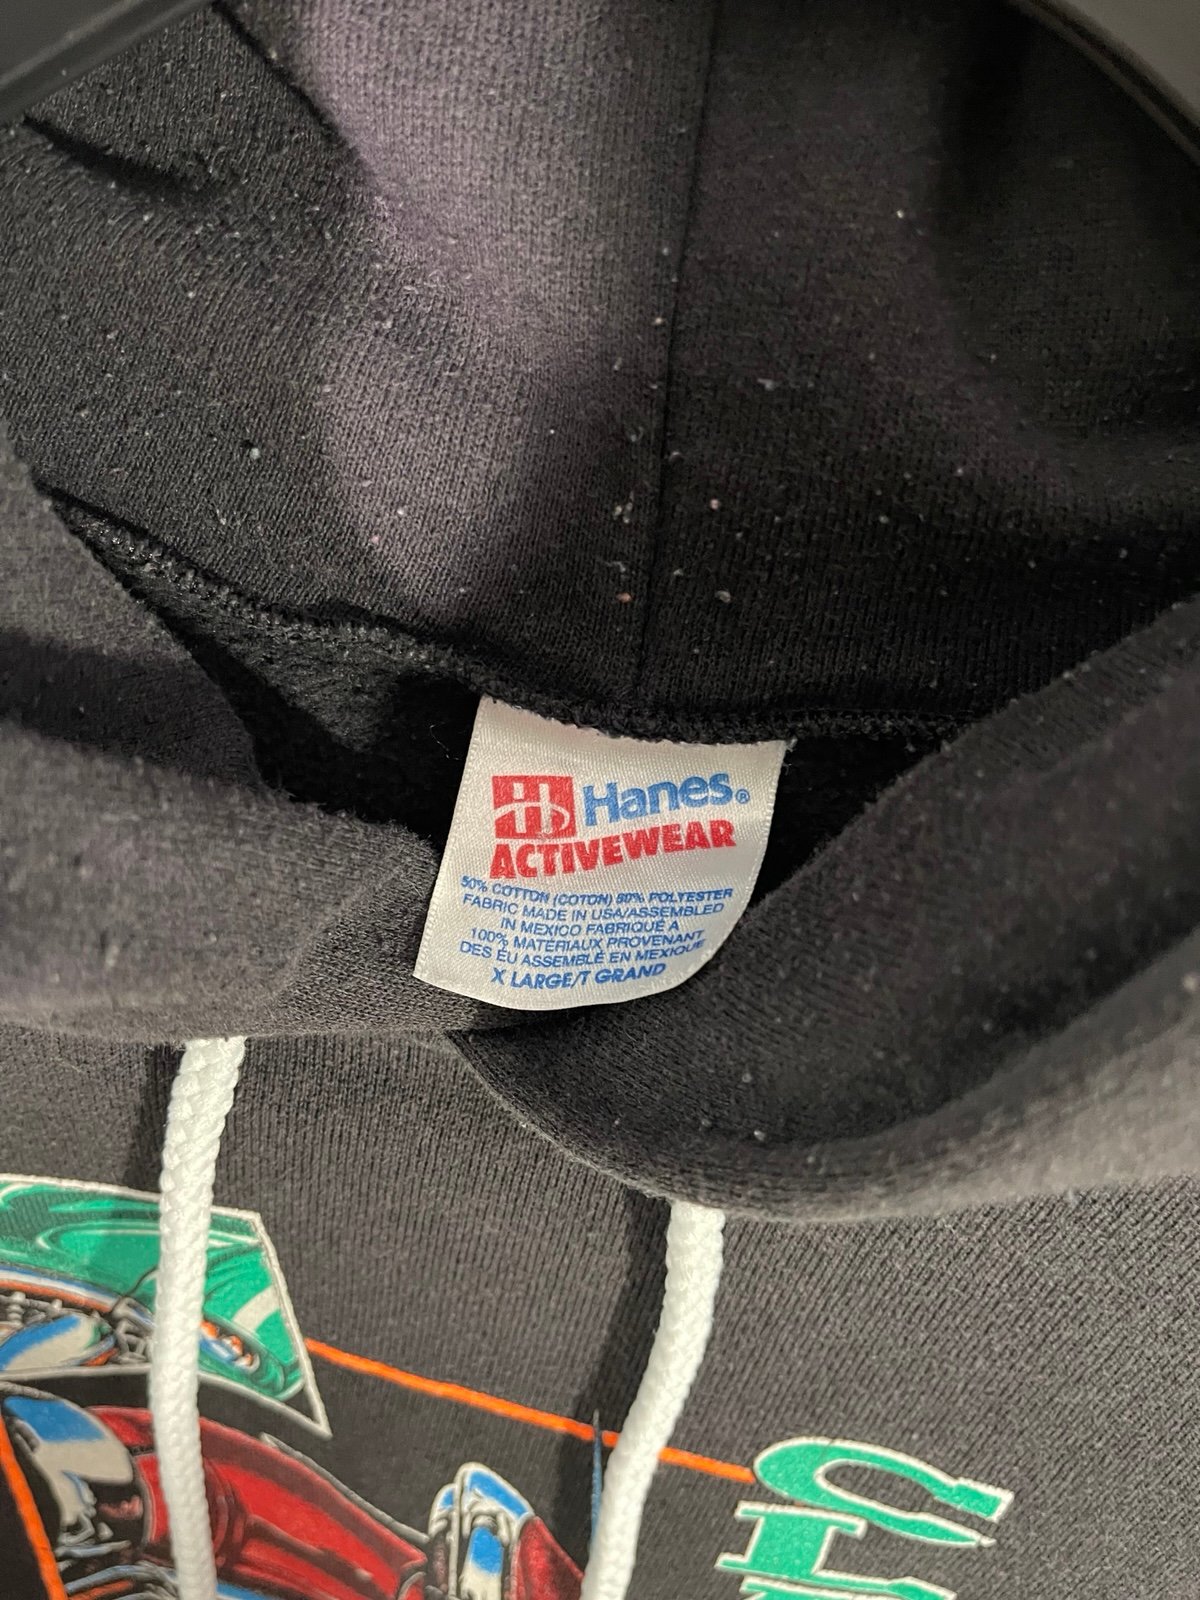 Hanes®
ACTIVEWEAR
50% COTTON (COTON) 50% POLYESTER
FABRIC MADE IN USA/ASSEMBLED
IN MEXICO FABRIQUÉ A
100% MATÉRIAUX PROVENANT
DES ÉU ASSEMBLÉ EN MEXIQUE
X LARGE/T GRAND